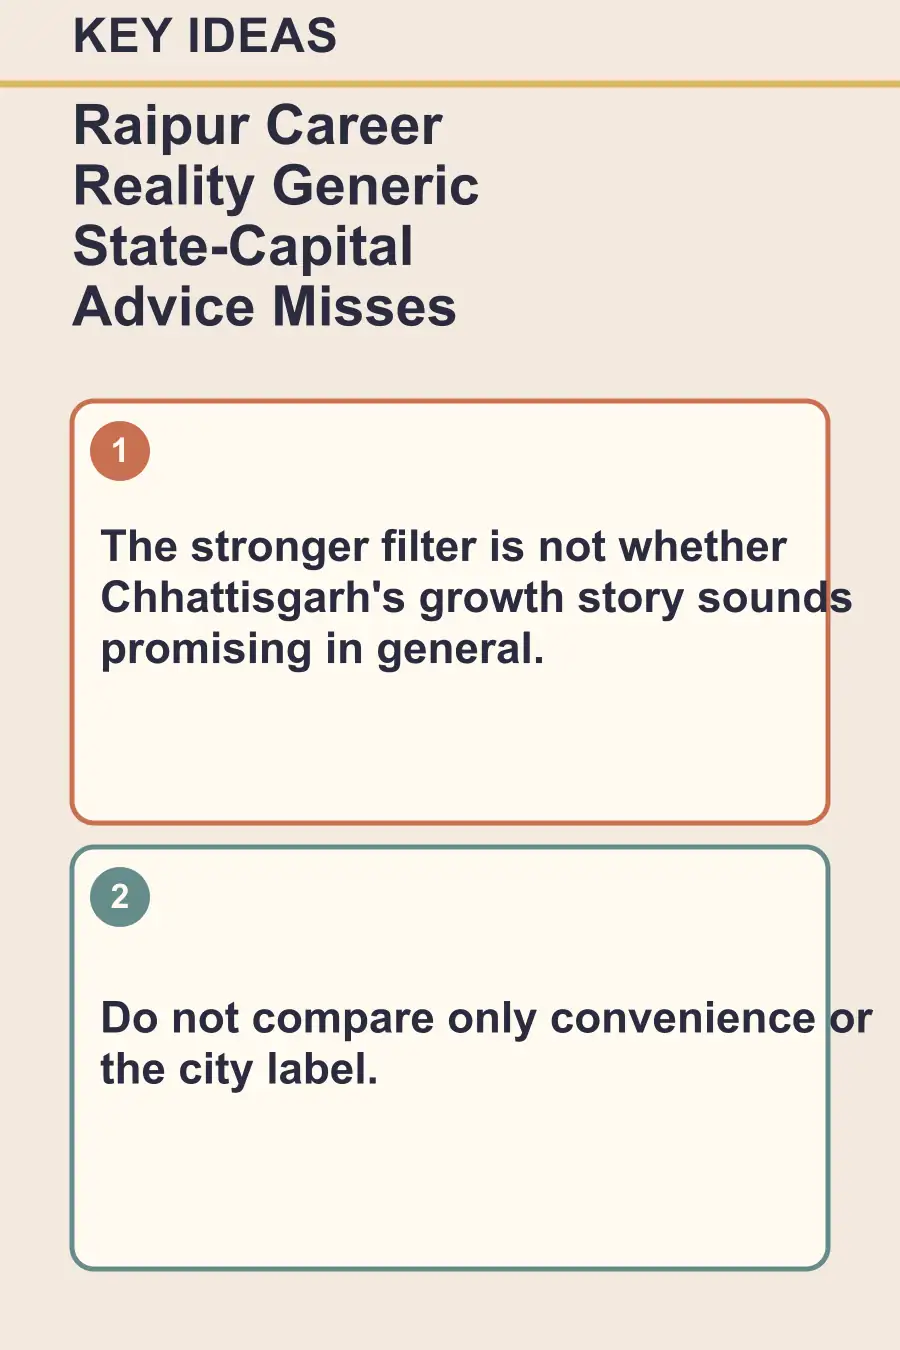 KEY IDEAS
Raipur Career
Reality Generic
State-Capital
Advice Misses
1
The stronger filter is not whether
Chhattisgarh's growth story sounds
promising in general.
2
Do not compare only convenience or
the city label.